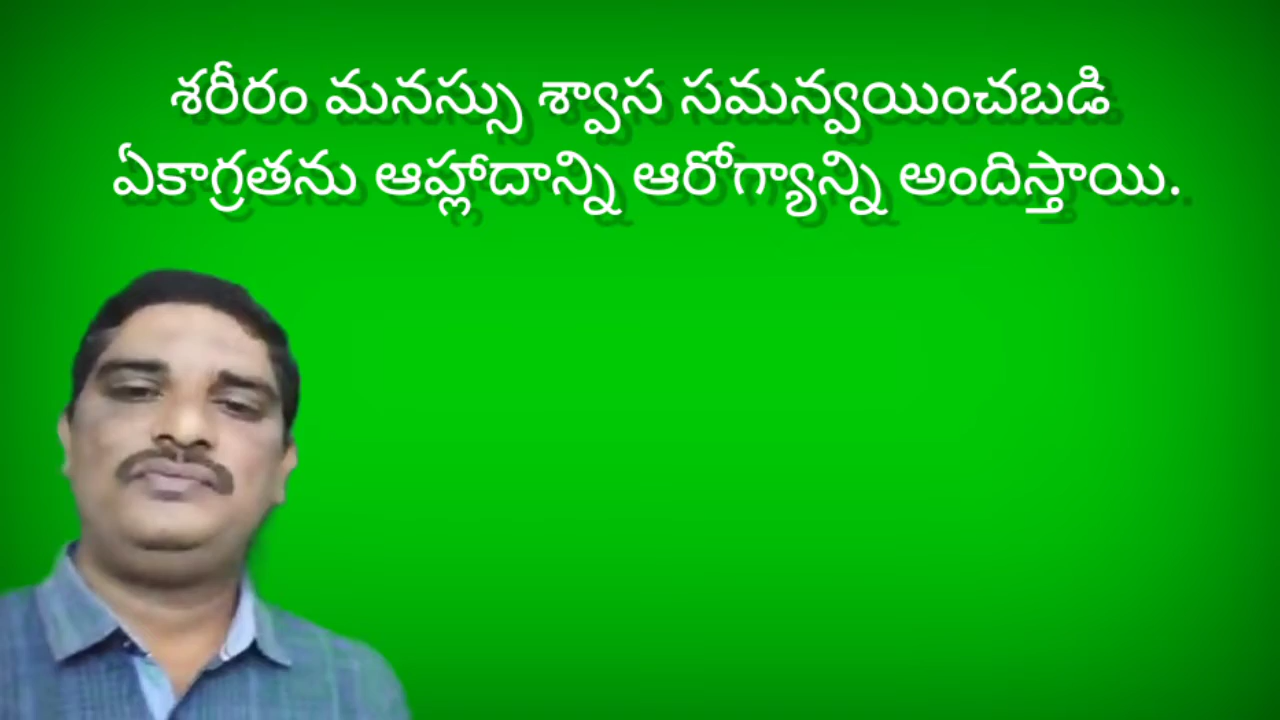 శరీరం మనస్సు శ్వాస సమన్వయించబడి
ఏకాగ్రతను ఆహ్లాదాన్ని ఆరోగ్యాన్ని అందిస్తాయి.